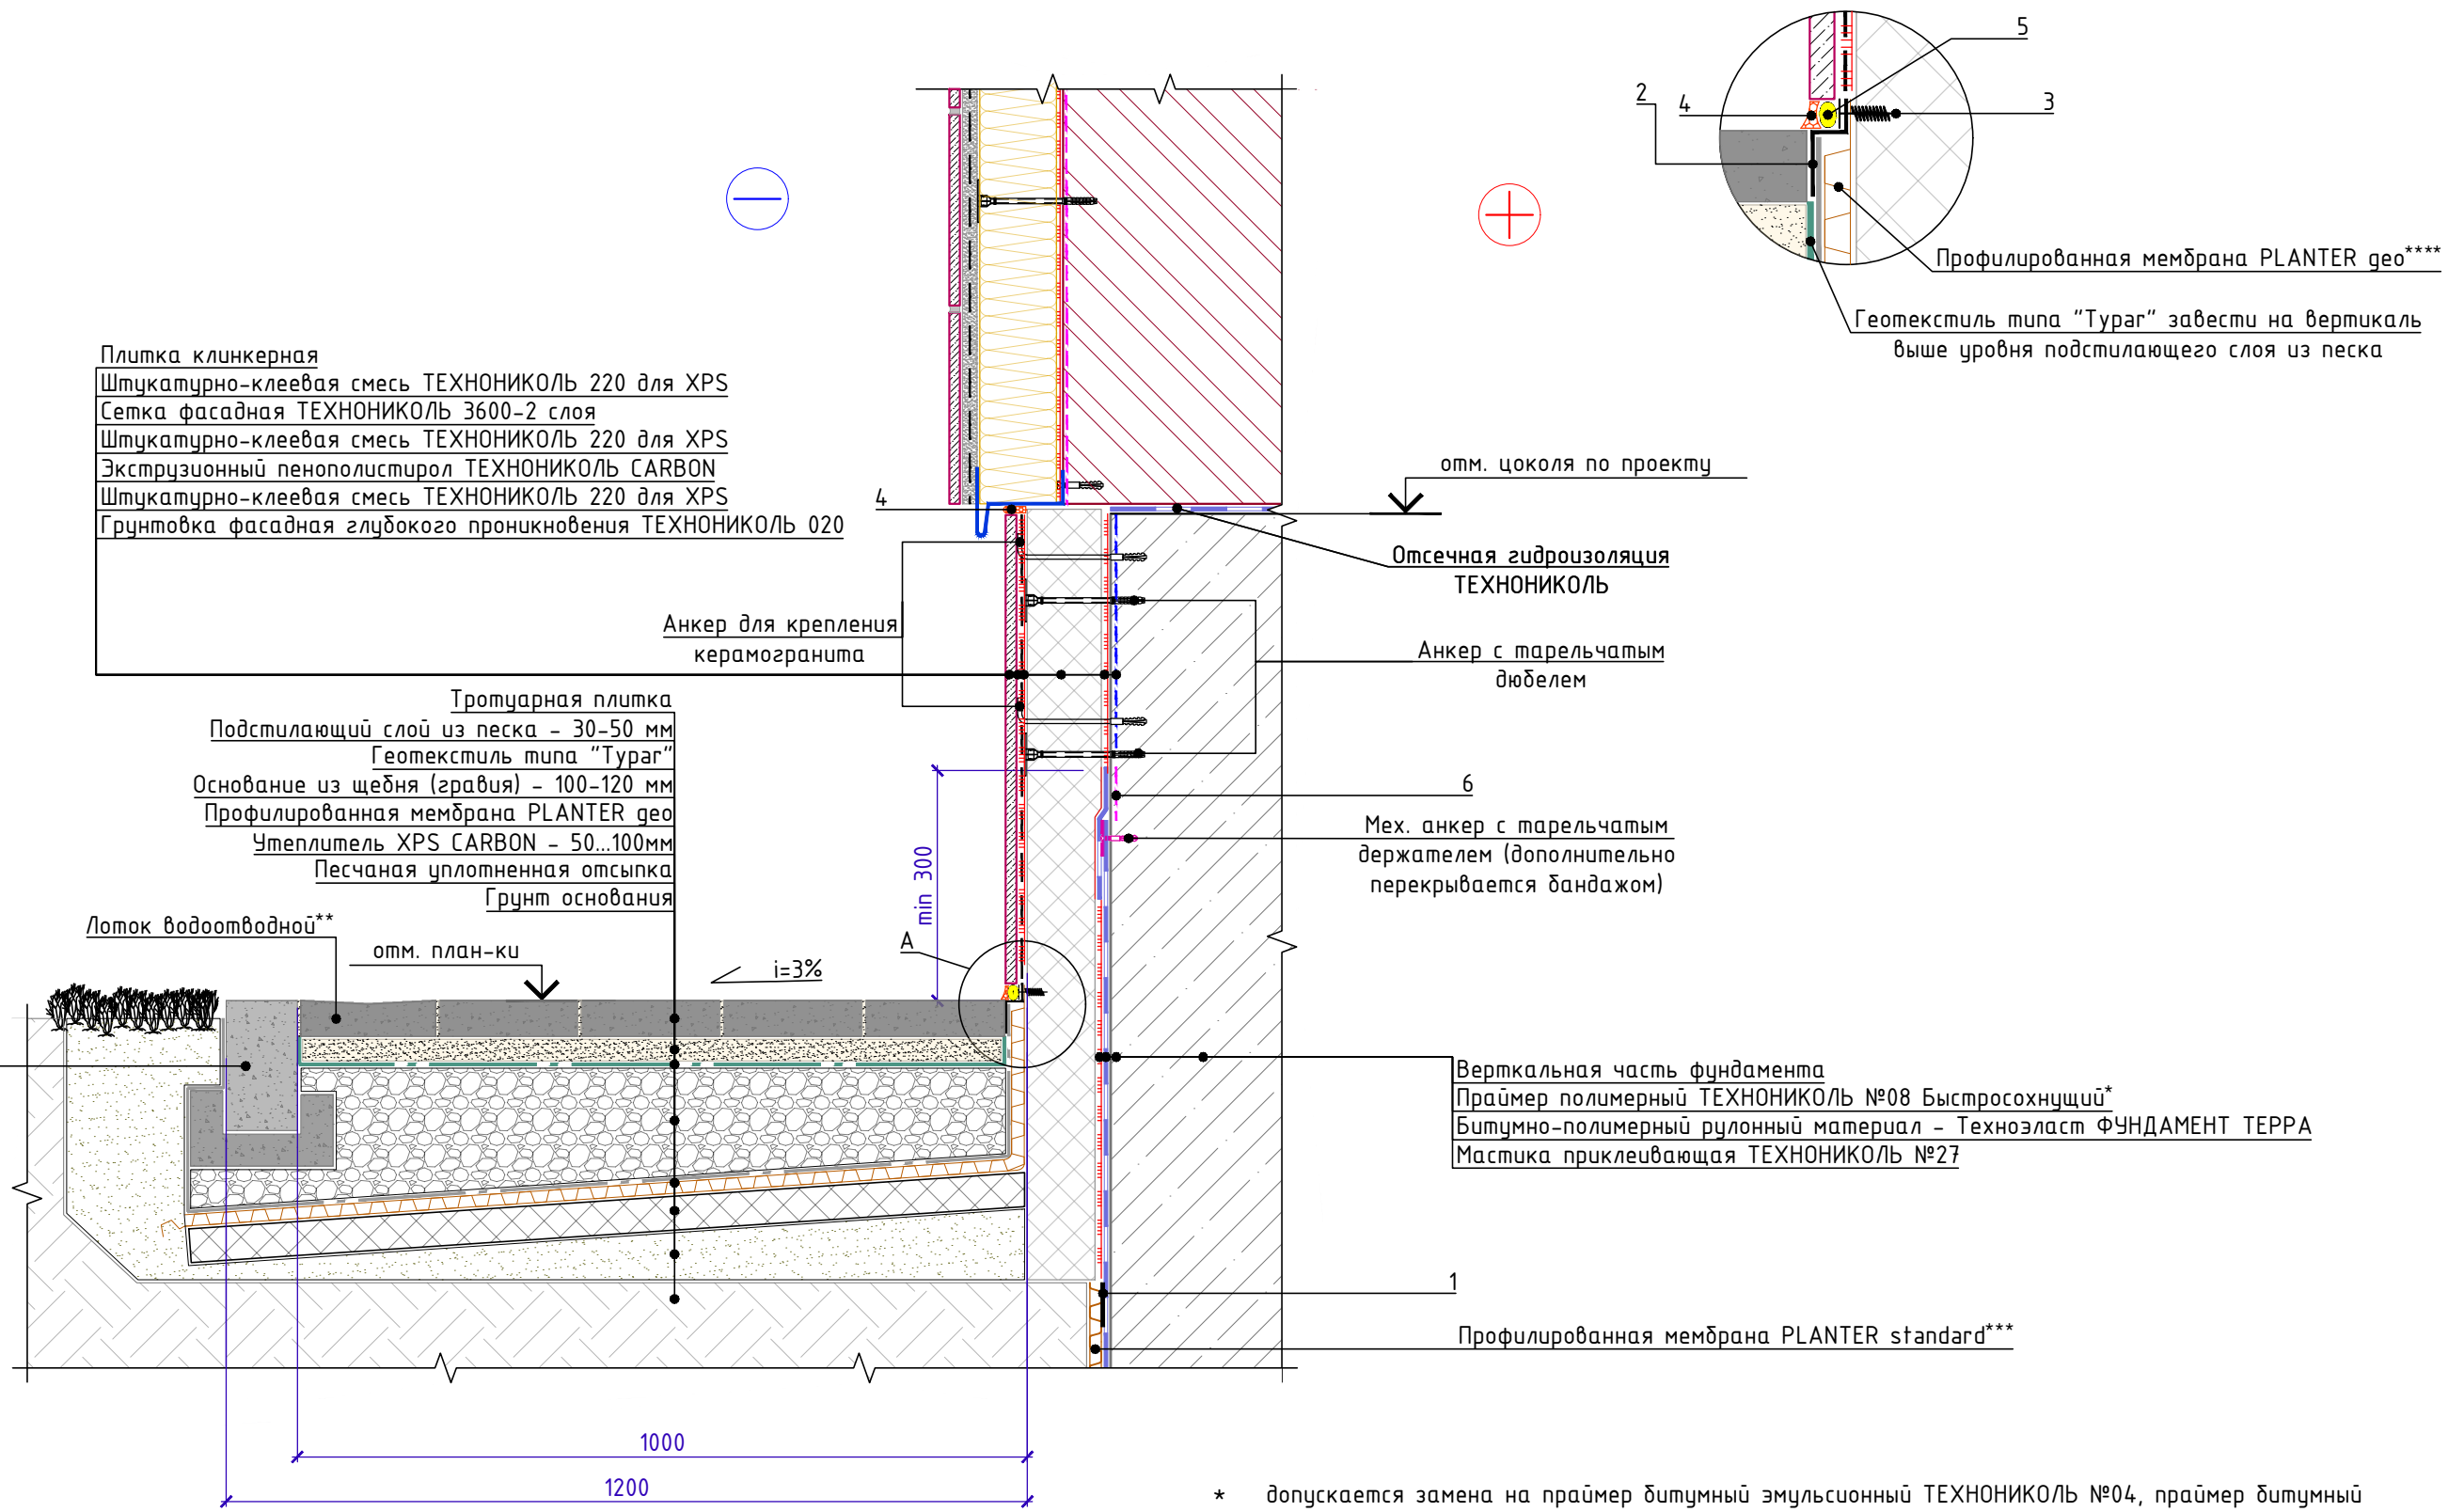 5
2
4
3
Профилированная мембрана PLANTER geo****
Геотекстиль типа "Typar" завести на вертикаль
выше уровня подстилающего слоя из песка
Плитка клинкерная
Штукатурно-клеевая смесь ТЕХНОНИКОЛЬ 220 для XPS
Сетка фасадная ТЕХНОНИКОЛЬ 3600-2 слоя
Штукатурно-клеевая смесь ТЕХНОНИКОЛЬ 220 для XPS
Экструзионный пенополистирол ТЕХНОНИКОЛЬ CARBON
Штукатурно-клеевая смесь ТЕХНОНИКОЛЬ 220 для XPS
Грунтовка фасадная глубокого проникновения ТЕХНОНИКОЛЬ 020
4
отм. цоколя по проекту
Отсечная гидроизоляция
ТЕХНОНИКОЛЬ
Анкер для крепления
керамогранита
Анкер с тарельчатым
дюбелем
Тротуарная плитка
Подстилающий слой из песка - 30-50 мм
Геотекстиль типа "Typar"
Основание из щебня (гравия) - 100-120 мм
Профилированная мембрана PLANTER geo
Утеплитель XPS CARBON - 50...100мм
Песчаная уплотненная отсыпка
Грунт основания
6
Мех. анкер с тарельчатым
держателем (дополнительно
перекрывается бандажом)
min 300
Лоток водоотводной**
отм. план-ки
i=3%
А
Верткальная часть фундамента
Праймер полимерный ТЕХНОНИКОЛЬ №08 Быстросохнущий*
Битумно-полимерный рулонный материал - Техноэласт ФУНДАМЕНТ ТЕРРА
Мастика приклеивающая ТЕХНОНИКОЛЬ №27
1
Профилированная мембрана PLANTER standard***
1000
1200
* допускается замена на праймер битумный эмульсионный ТЕХНОНИКОЛЬ №04, праймер битумный